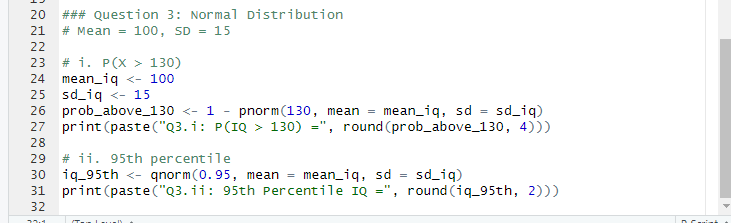 20 ### Question 3: Normal Distribution
21 # Mean = 100, SD = 15
22
23 # i. P(X > 130)
24 mean_iq <- 100
25 sd_iq <- 15
26 prob_above_130 <- 1 - pnorm(130, mean = mean_iq, sd = sd_iq)
27 print(paste("Q3.i: P(IQ > 130) =", round(prob_above_130, 4)))
28
29 # ii. 95th percentile
30 iq_95th <- qnorm(0.95, mean = mean_iq, sd = sd_iq)
31 print(paste("Q3.ii: 95th Percentile IQ =", round(iq_95th, 2)))
32